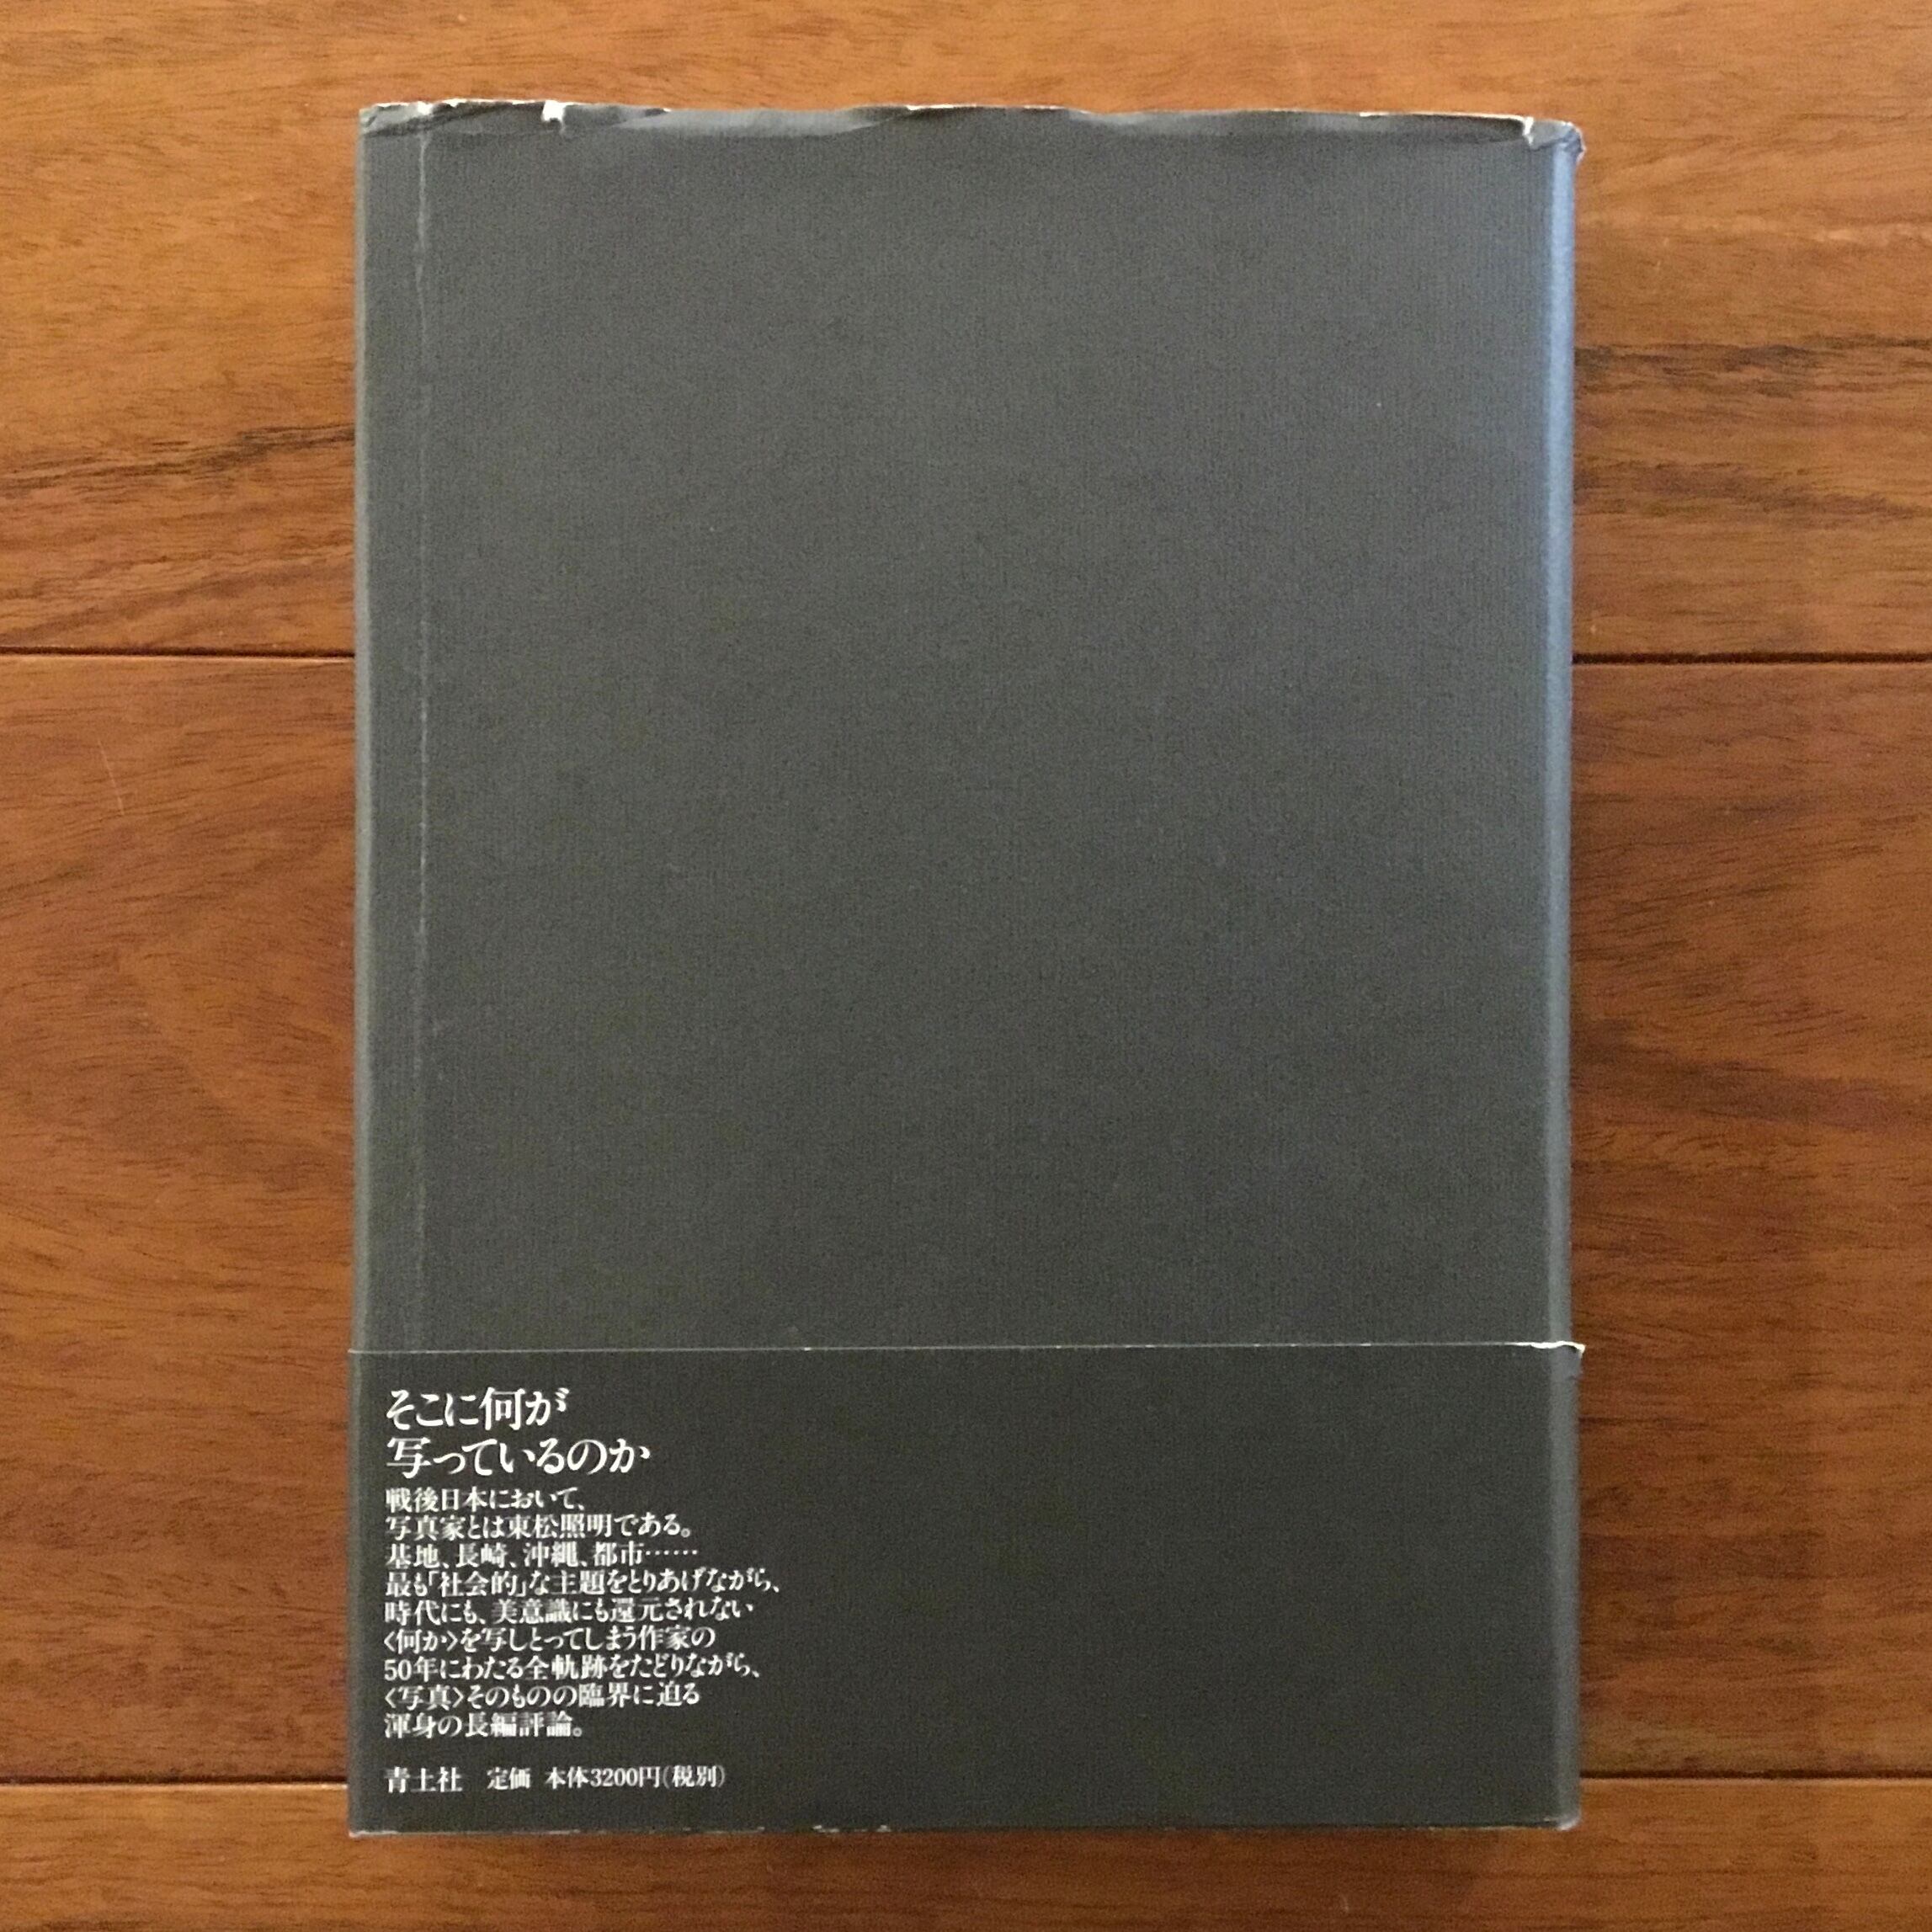 そこに何が
写っているのか
戦後日本において、
写真家とは東松照明である。
基地、長崎、沖縄、都市……
最も「社会的」な主題をとりあげながら、
時代にも、美意識にも還元されない
〈何か〉を写しとってしまう作家の
50年にわたる全軌跡をたどりながら、
〈写真〉そのものの臨界に迫る
渾身の長編評論。
青土社 定価 本体3200円(税別)